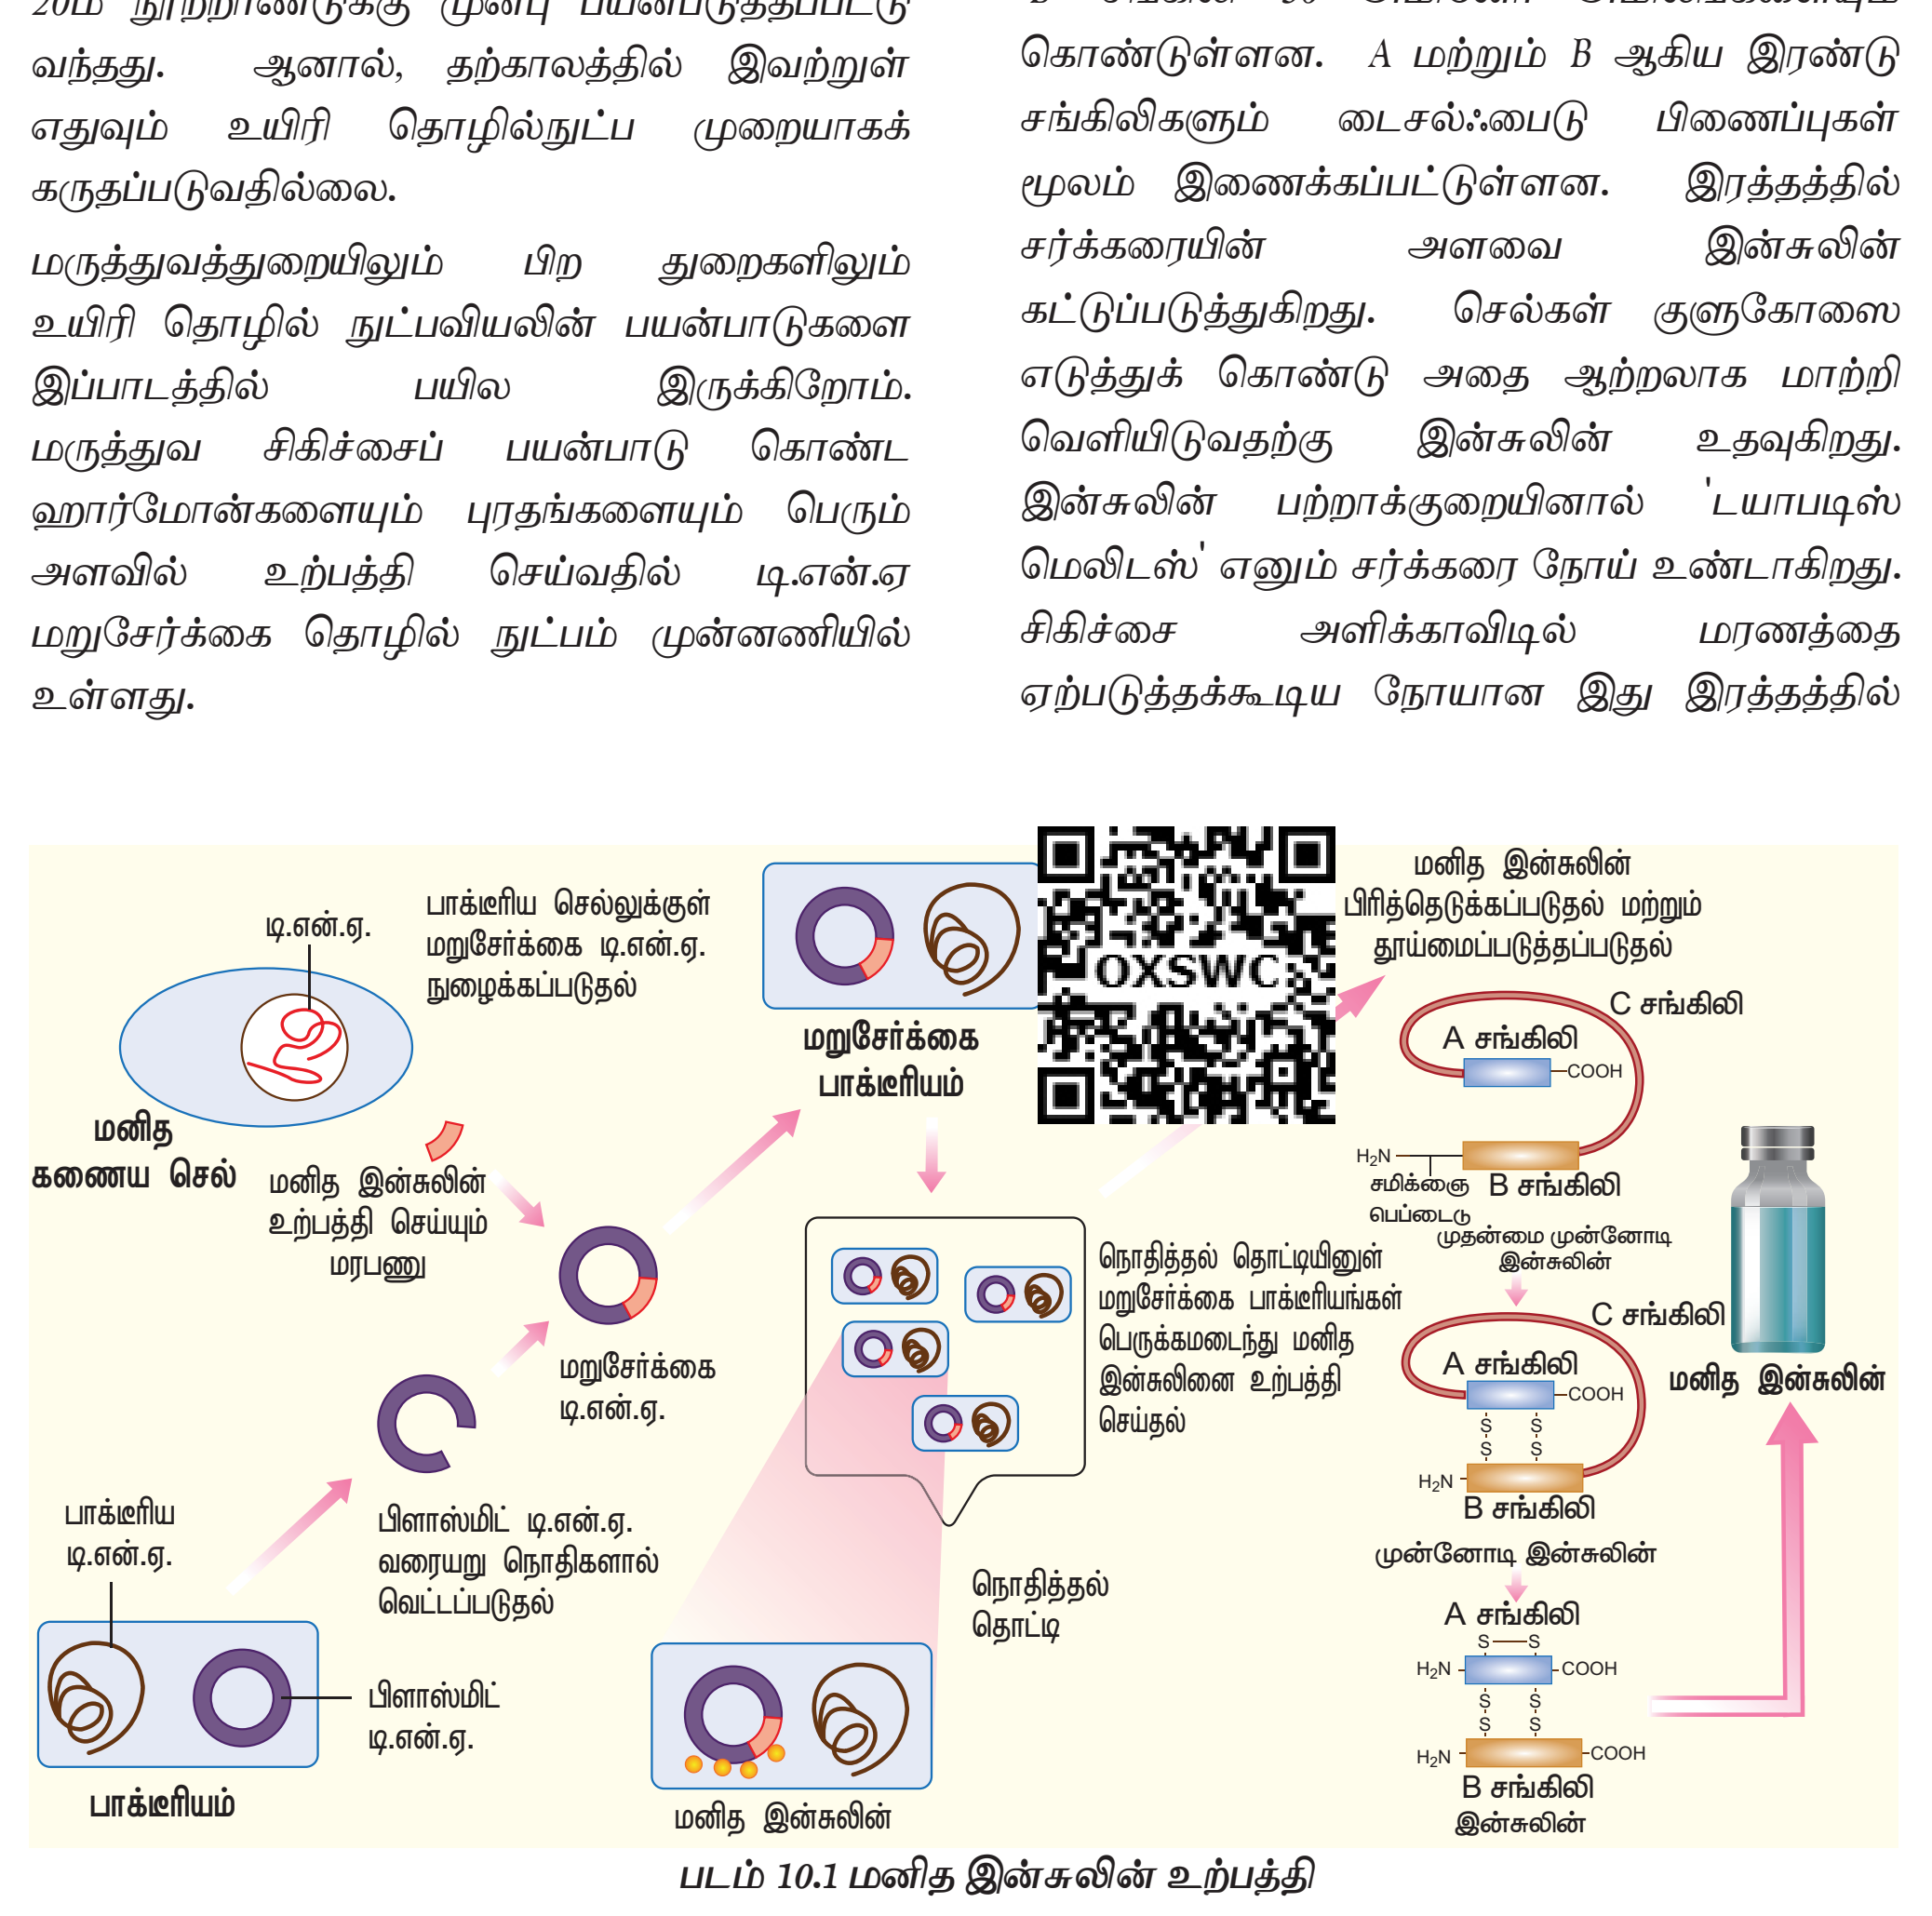 வந்தது. ஆனால், தற்காலத்தில் இவற்றுள்
எதுவும் உயிரி தொழில்நுட்ப முறையாகக்
கருதப்படுவதில்லை.
மருத்துவத்துறையிலும் பிற துறைகளிலும்
உயிரி தொழில் நுட்பவியலின் பயன்பாடுகளை
இப்பாடத்தில் பயில இருக்கிறோம்.
மருத்துவ சிகிச்சைப் பயன்பாடு கொண்ட
ஹார்மோன்களையும் புரதங்களையும் பெரும்
அளவில் உற்பத்தி செய்வதில் டி.என்.ஏ
மறுசேர்க்கை தொழில் நுட்பம் முன்னணியில்
உள்ளது.
கொண்டுள்ளன. A மற்றும் B ஆகிய இரண்டு
சங்கிலிகளும் டைசல்ஃபைடு பிணைப்புகள்
மூலம் இணைக்கப்பட்டுள்ளன. இரத்தத்தில்
சர்க்கரையின் அளவை இன்சுலின்
கட்டுப்படுத்துகிறது. செல்கள் குளுகோஸை
எடுத்துக் கொண்டு அதை ஆற்றலாக மாற்றி
வெளியிடுவதற்கு இன்சுலின் உதவுகிறது.
இன்சுலின் பற்றாக்குறையினால் 'டயாபடிஸ்
மெலிடஸ்' எனும் சர்க்கரை நோய் உண்டாகிறது.
சிகிச்சை அளிக்காவிடில் மரணத்தை
ஏற்படுத்தக்கூடிய நோயான இது இரத்தத்தில்
டி.என்.ஏ.
மனித
கணைய செல்
பாக்டீரிய செல்லுக்குள்
மறுசேர்க்கை டி.என்.ஏ.
நுழைக்கப்படுதல்
மறுசேர்க்கை
பாக்டீரியம்
OXSWC
மனித இன்சுலின்
உற்பத்தி செய்யும்
மரபணு
மறுசேர்க்கை
டி.என்.ஏ.
பிளாஸ்மிட் டி.என்.ஏ.
வரையறு நொதிகளால்
வெட்டப்படுதல்
பாக்டீரிய
டி.என்.ஏ.
பிளாஸ்மிட்
டி.என்.ஏ.
பாக்டீரியம்
நொதித்தல் தொட்டியினுள்
மறுசேர்க்கை பாக்டீரியங்கள்
பெருக்கமடைந்து மனித
இன்சுலினை உற்பத்தி
செய்தல்
நொதித்தல்
தொட்டி
மனித இன்சுலின்
மனித இன்சுலின்
பிரித்தெடுக்கப்படுதல் மற்றும்
தூய்மைப்படுத்தப்படுதல்
C சங்கிலி
A சங்கிலி
COOH
H₂N
சமிக்ஞை
பெப்டைடு
B சங்கிலி
முதன்மை முன்னோடி
இன்சுலின்
C சங்கிலி
A சங்கிலி
COOH
S S
S S
H₂N
B சங்கிலி
முன்னோடி இன்சுலின்
A சங்கிலி
S S
H₂N COOH
S S
S S
H₂N COOH
B சங்கிலி
இன்சுலின்
மனித இன்சுலின்
படம் 10.1 மனித இன்சுலின் உற்பத்தி